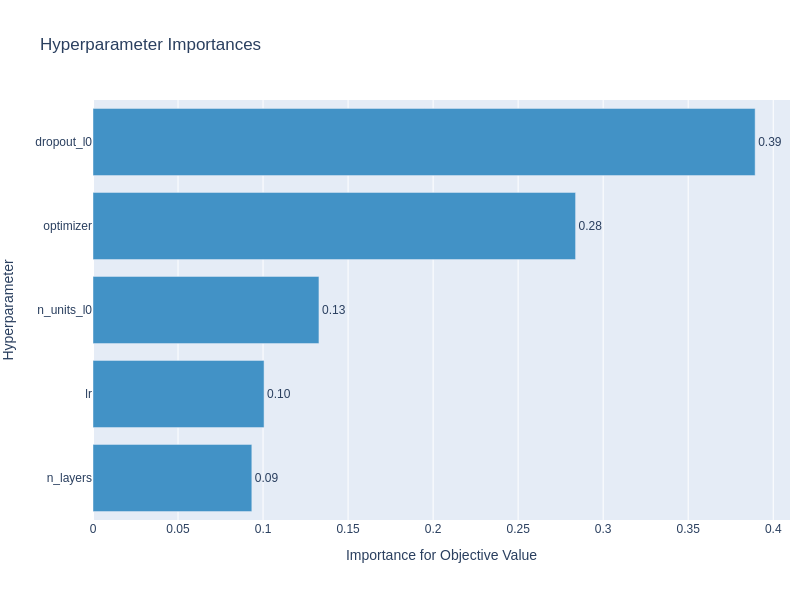 Hyperparameter Importances
Hyperparameter
dropout_l0
0.39
optimizer
0.28
n_units_l0
0.13
lr
0.10
n_layers
0.09
0 0.05 0.1 0.15 0.2 0.25 0.3 0.35 0.4
Importance for Objective Value